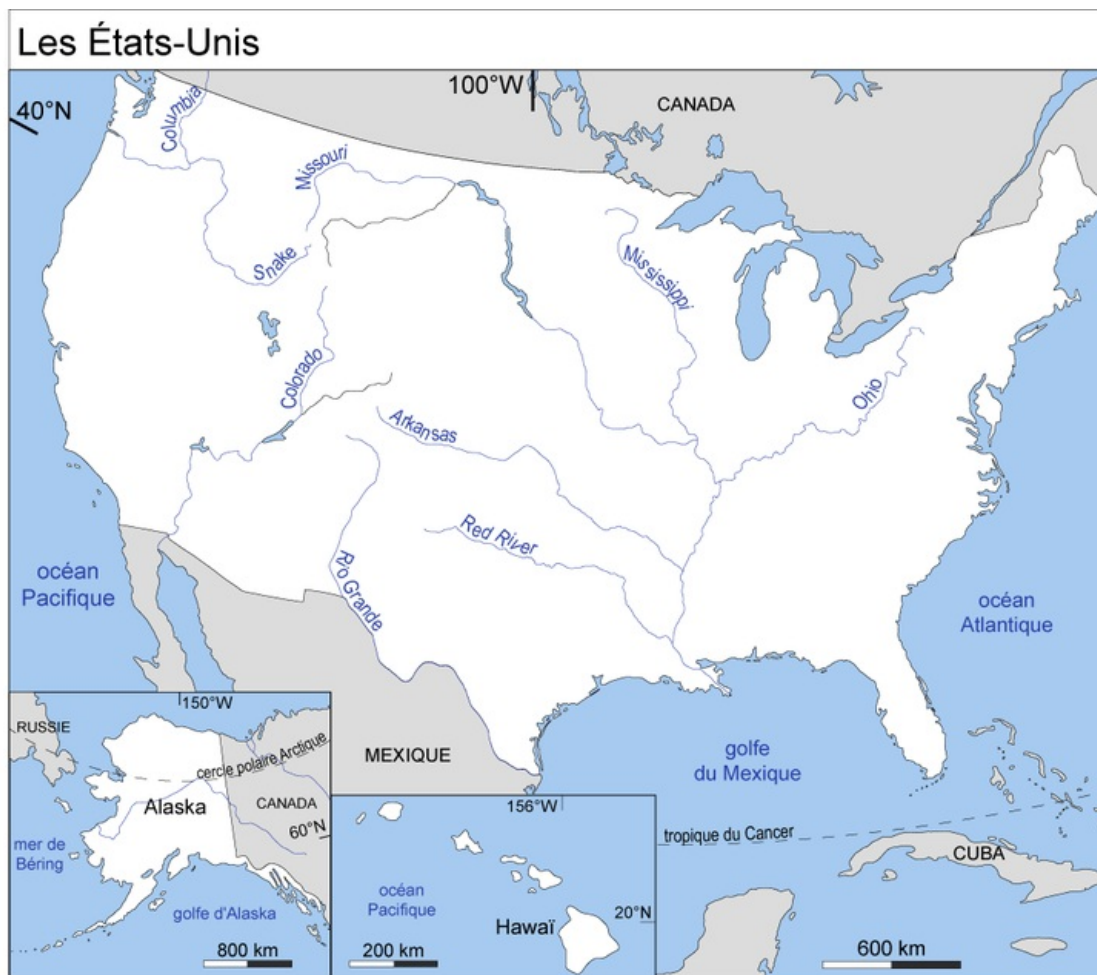 Les États-Unis
100°W
CANADA
40°N
Columbia
Missouri
Snake
Mississippi
Colorado
Ohio
Arkansas
Red River
Río Grande
océan
Pacifique
océan
Atlantique
150°W
RUSSIE
cercle polaire Arctique
MEXIQUE
golfe
du Mexique
Alaska
CANADA
60°N
mer de
Béring
golfe d'Alaska
800 km
156°W
océan
Pacifique
Hawaï
20°N
200 km
tropique du Cancer
CUBA
600 km